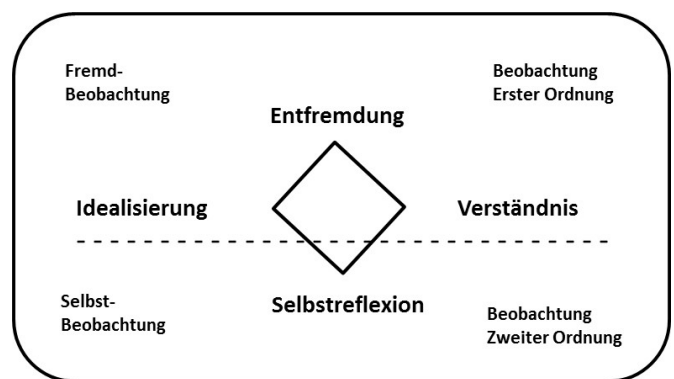 Fremd-
Beobachtung
Beobachtung
Erster Ordnung
Entfremdung
Idealisierung
Verständnis
Selbst-
Beobachtung
Selbstreflexion
Beobachtung
Zweiter Ordnung